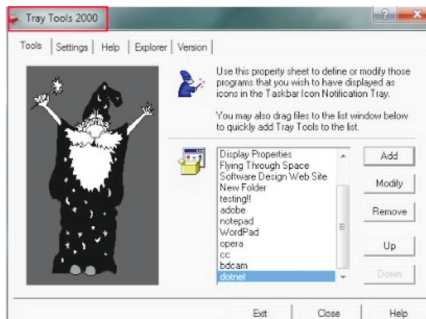 Tray Tools 2000
Tools Settings Help Explorer Version
Use this property sheet to define or modify those
programs that you wish to have displayed as
icons in the Taskbar Icon Notification Tray.
You may also drag files to the list window below
to quickly add Tray Tools to the list.
Display Properties
Flying Through Space
Software Design Web Site
New Folder
testing!!
adobe
notepad
WordPad
opera
cc
bdcam
dotnet
Add
Modify
Remove
Up
Down
Exit Close Help